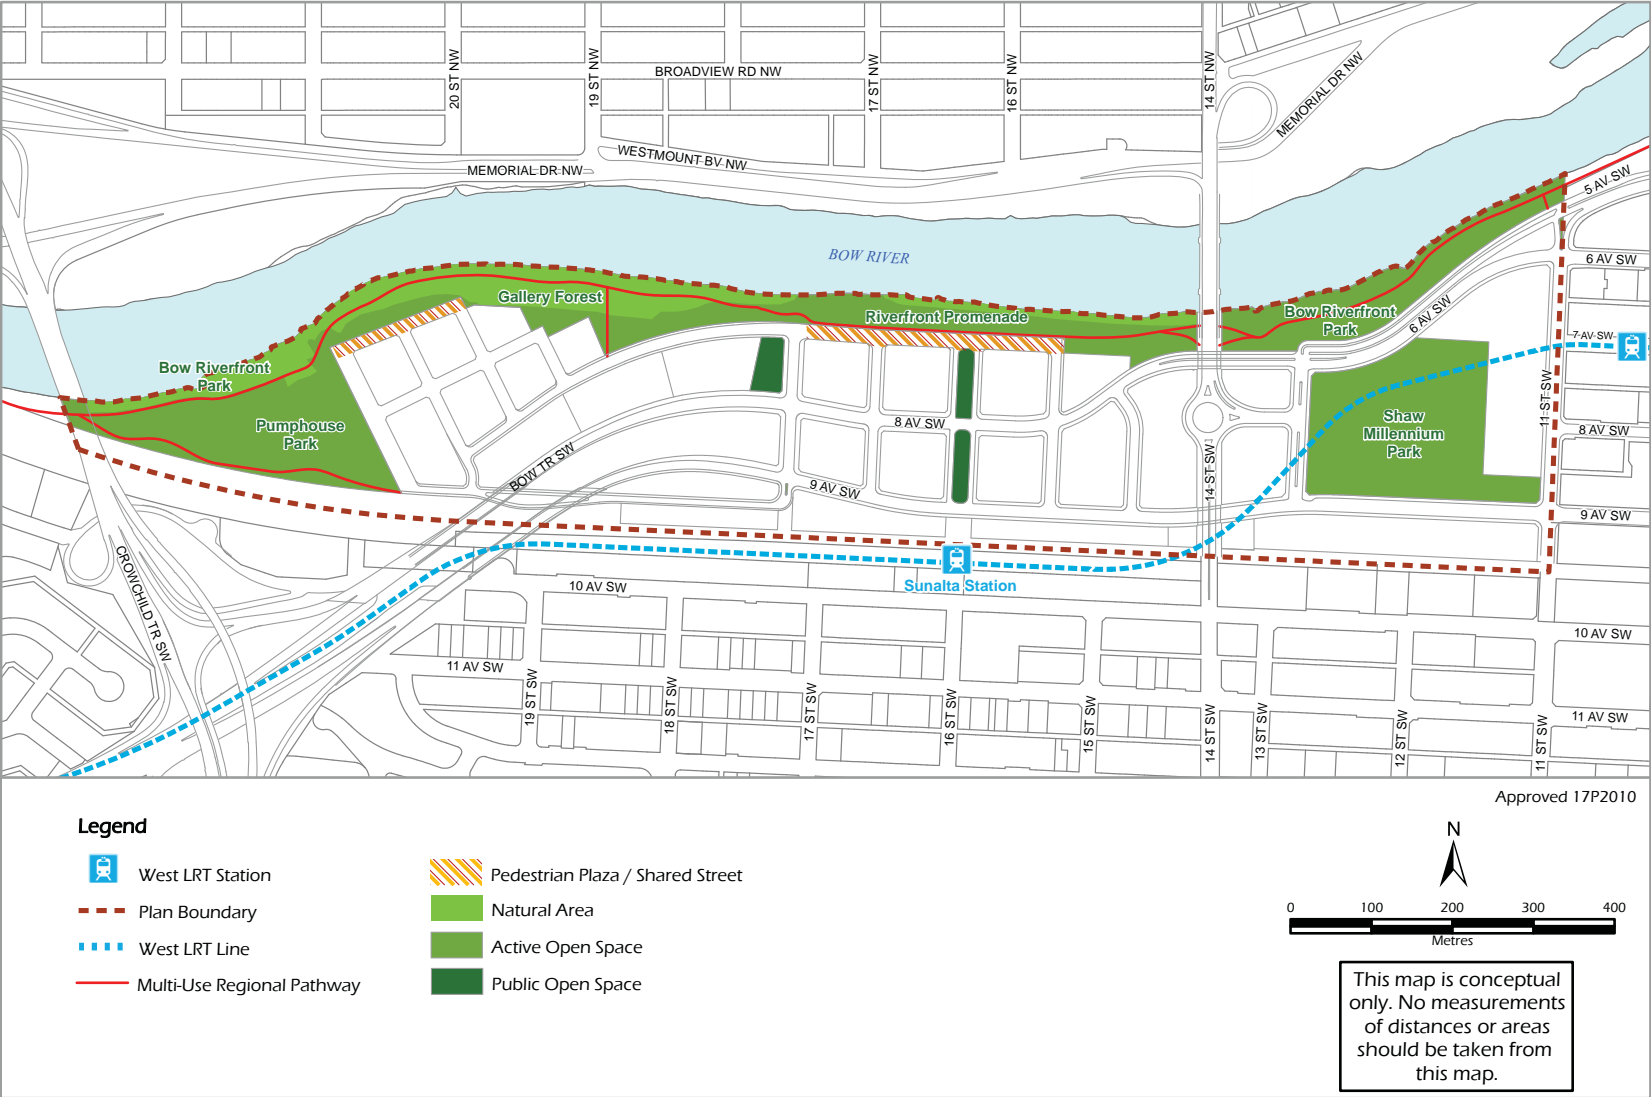 BROADVIEW RD NW
20 ST NW
19 ST NW
17 ST NW
16 ST NW
14 ST NW
MEMORIAL DR NW
WESTMOUNT BV NW
MEMORIAL DR NW
5 AV SW
BOW RIVER
6 AV SW
Gallery Forest
Riverfront Promenade
Bow Riverfront
Park
6 AV SW
7 AV SW
Bow Riverfront
Park
11 ST SW
Pumphouse
Park
8 AV SW
Shaw
Millennium
Park
8 AV SW
BOW TR SW
9 AV SW
14 ST SW
9 AV SW
CROWCHILD TR SW
Sunalta Station
10 AV SW
10 AV SW
11 AV SW
19 ST SW
18 ST SW
17 ST SW
16 ST SW
15 ST SW
14 ST SW
13 ST SW
12 ST SW
11 ST SW
11 AV SW
Approved 17P2010
Legend
West LRT Station
Plan Boundary
West LRT Line
Multi-Use Regional Pathway
Pedestrian Plaza / Shared Street
Natural Area
Active Open Space
Public Open Space
N
0 100 200 300 400
Metres
This map is conceptual
only. No measurements
of distances or areas
should be taken from
this map.